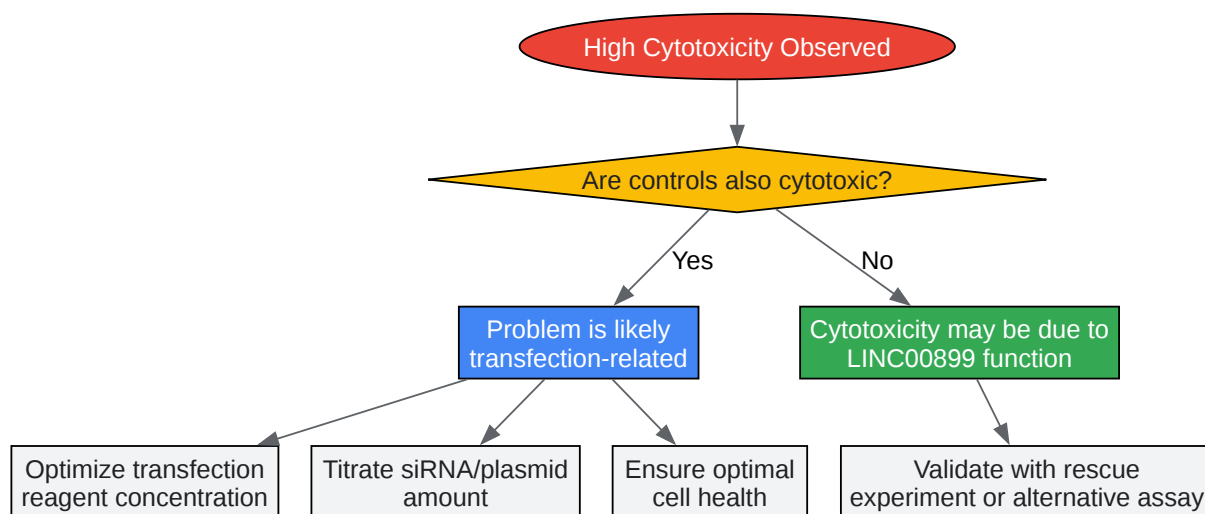 High Cytotoxicity Observed
Are controls also cytotoxic?
Yes
No
Problem is likely
transfection-related
Cytotoxicity may be due to
LINC00899 function
Optimize transfection
reagent concentration
Titrate siRNA/plasmid
amount
Ensure optimal
cell health
Validate with rescue
experiment or alternative assay